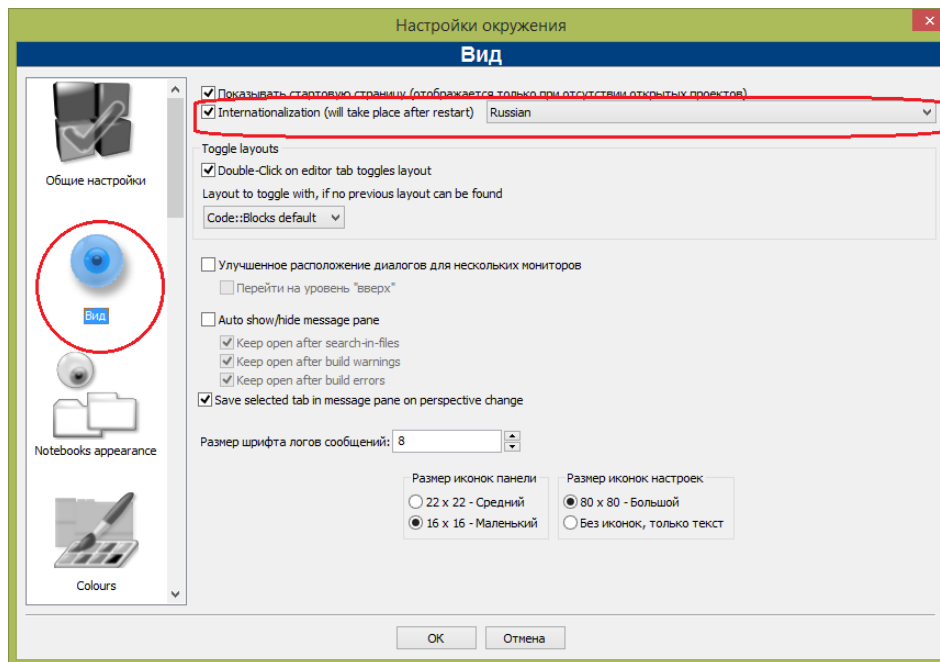 Настройки окружения
Вид
Общие настройки
Вид
Notebooks appearance
Colours
Показывать стартовую страницу (отображается только при отсутствии открытых проектов)
Internationalization (will take place after restart) Russian
Toggle layouts
Double-Click on editor tab toggles layout
Layout to toggle with, if no previous layout can be found
Code::Blocks default
Улучшенное расположение диалогов для нескольких мониторов
Перейти на уровень "вверх"
Auto show/hide message pane
Keep open after search-in-files
Keep open after build warnings
Keep open after build errors
Save selected tab in message pane on perspective change
Размер шрифта логов сообщений: 8
Размер иконок панели
22 x 22 - Средний
16 x 16 - Маленький
Размер иконок настроек
80 x 80 - Большой
Без иконок, только текст
OK
Отмена